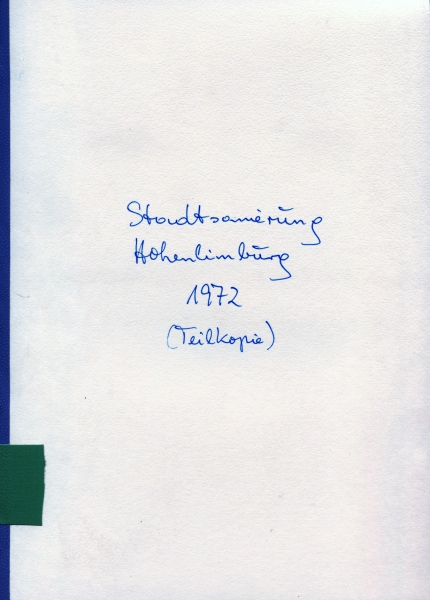 Stadtsanierung
Hohenlimburg
1972
(Teilkopie)